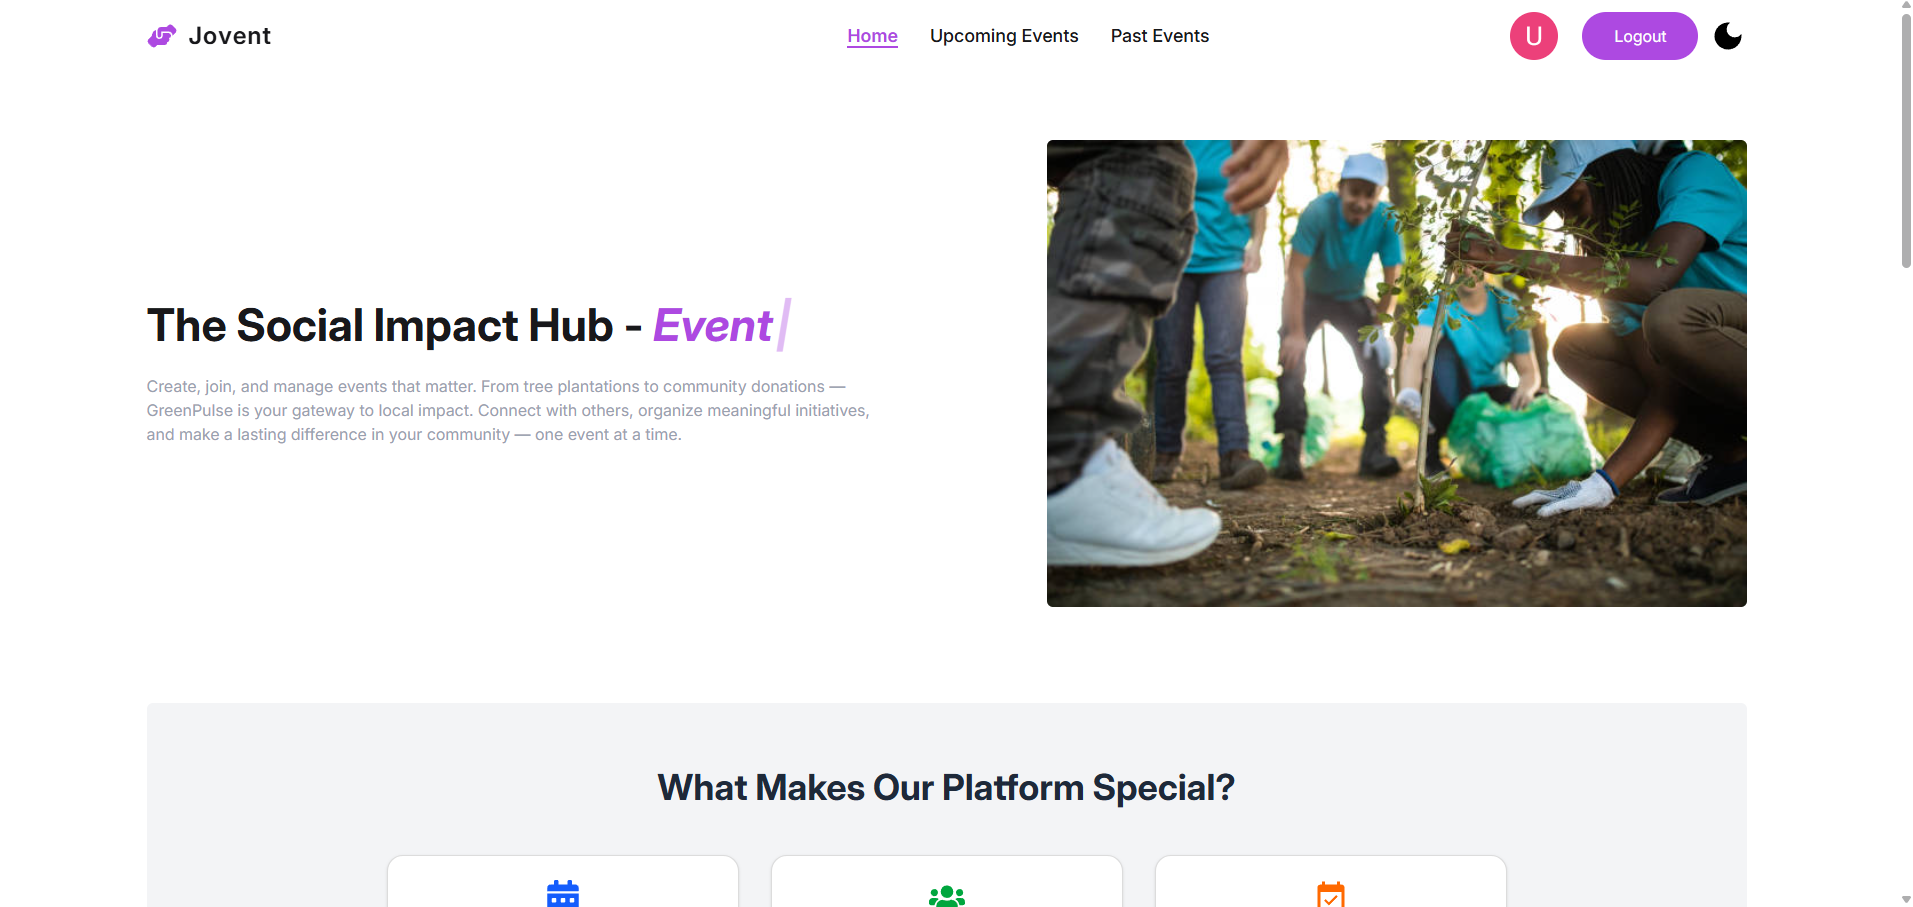 Jovent
Home Upcoming Events Past Events
U
Logout
The Social Impact Hub - Event
Create, join, and manage events that matter. From tree plantations to community donations —
GreenPulse is your gateway to local impact. Connect with others, organize meaningful initiatives,
and make a lasting difference in your community — one event at a time.
What Makes Our Platform Special?